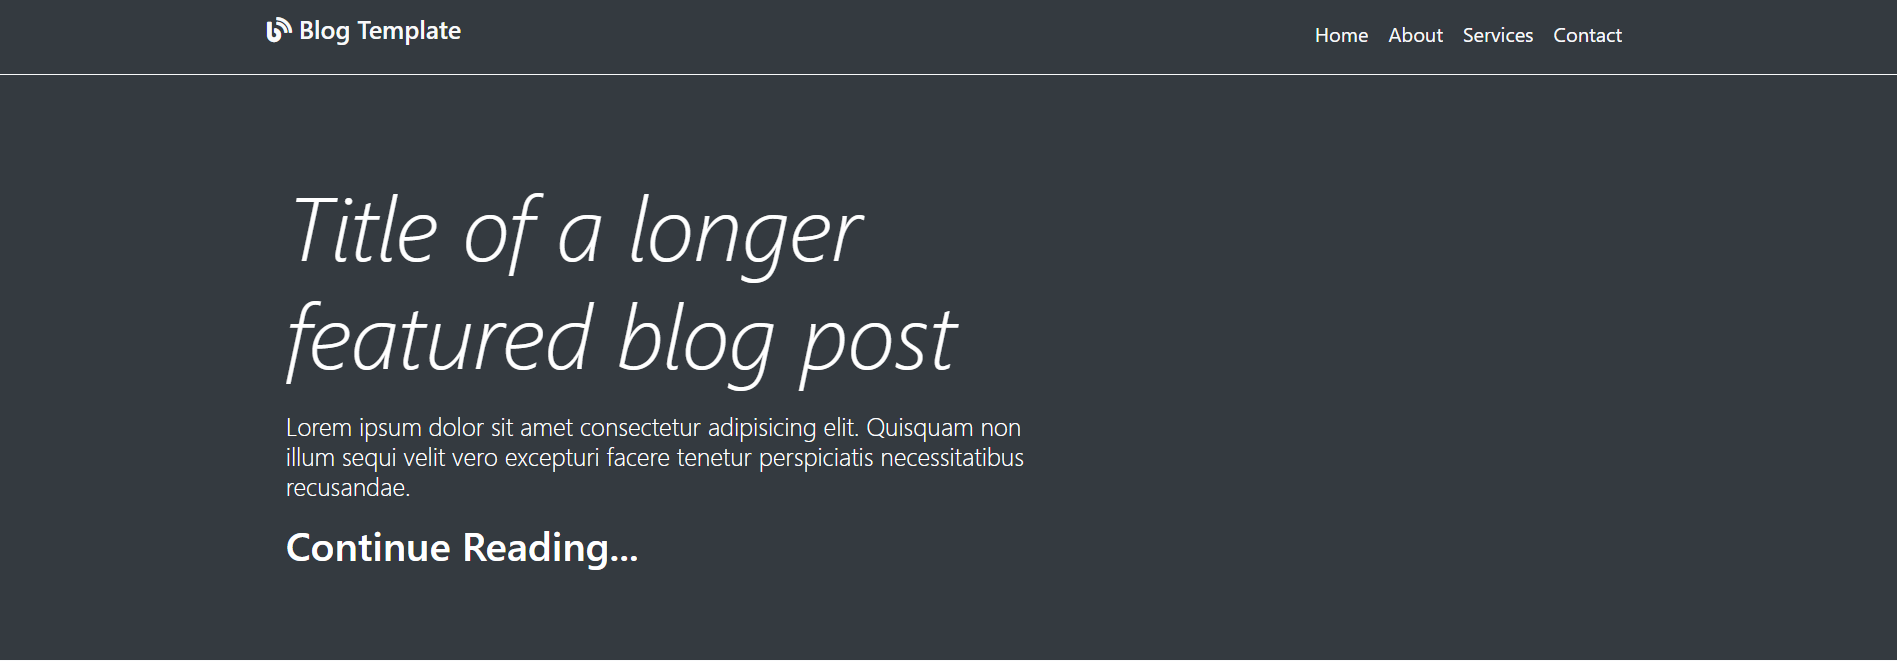 Blog Template
Home About Services Contact
Title of a longer
featured blog post
Lorem ipsum dolor sit amet consectetur adipisicing elit. Quisquam non
illum sequi velit vero excepturi facere tenetur perspiciatis necessitatibus
recusandae.
Continue Reading...